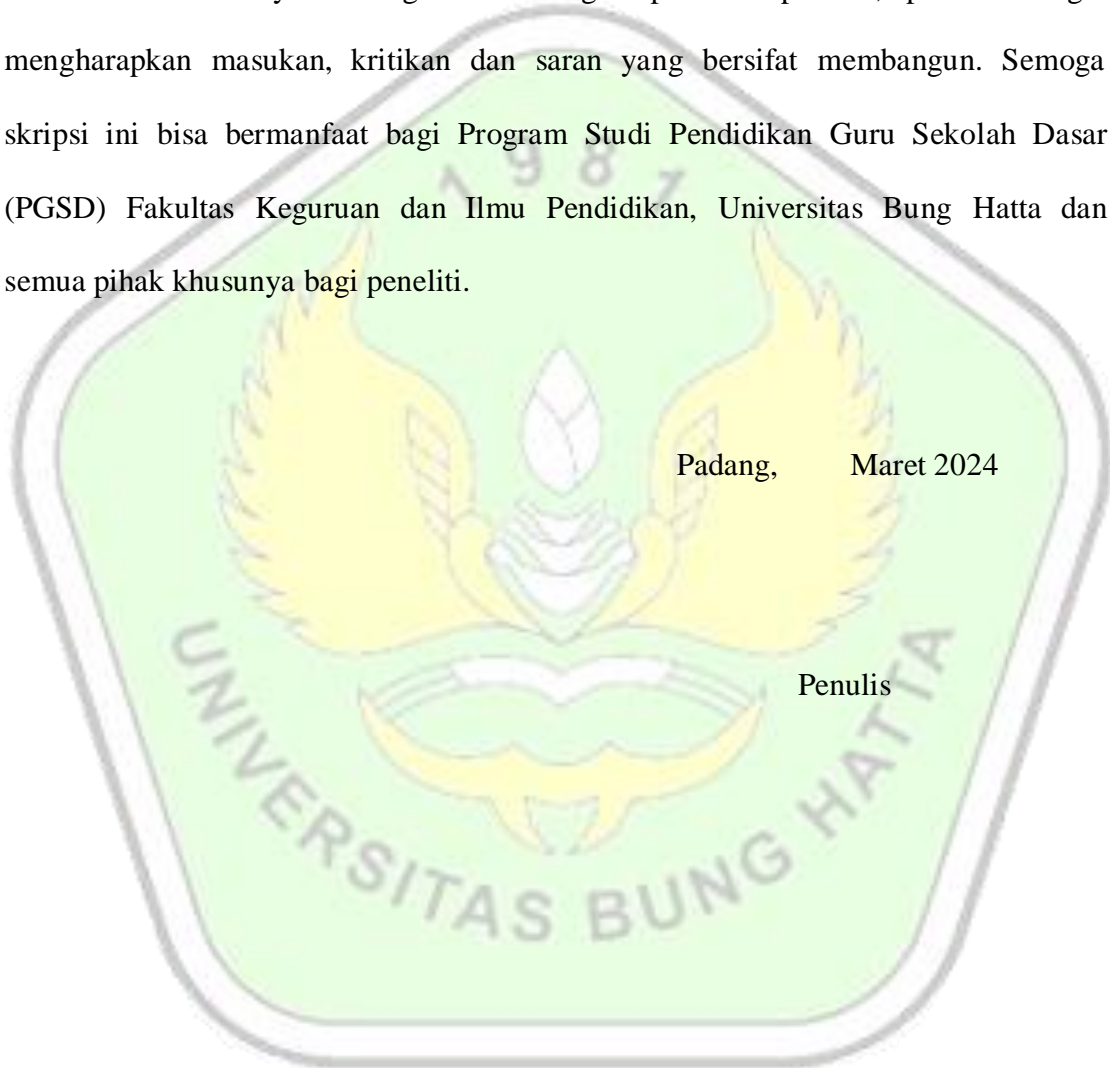 mengharapkan masukan, kritikan dan saran yang bersifat membangun. Semoga
skripsi ini bisa bermanfaat bagi Program Studi Pendidikan Guru Sekolah Dasar
(PGSD) Fakultas Keguruan dan Ilmu Pendidikan, Universitas Bung Hatta dan
semua pihak khusunya bagi peneliti.
1981
Padang, Maret 2024
Penulis
UNIVERSITAS BUNG HATTA